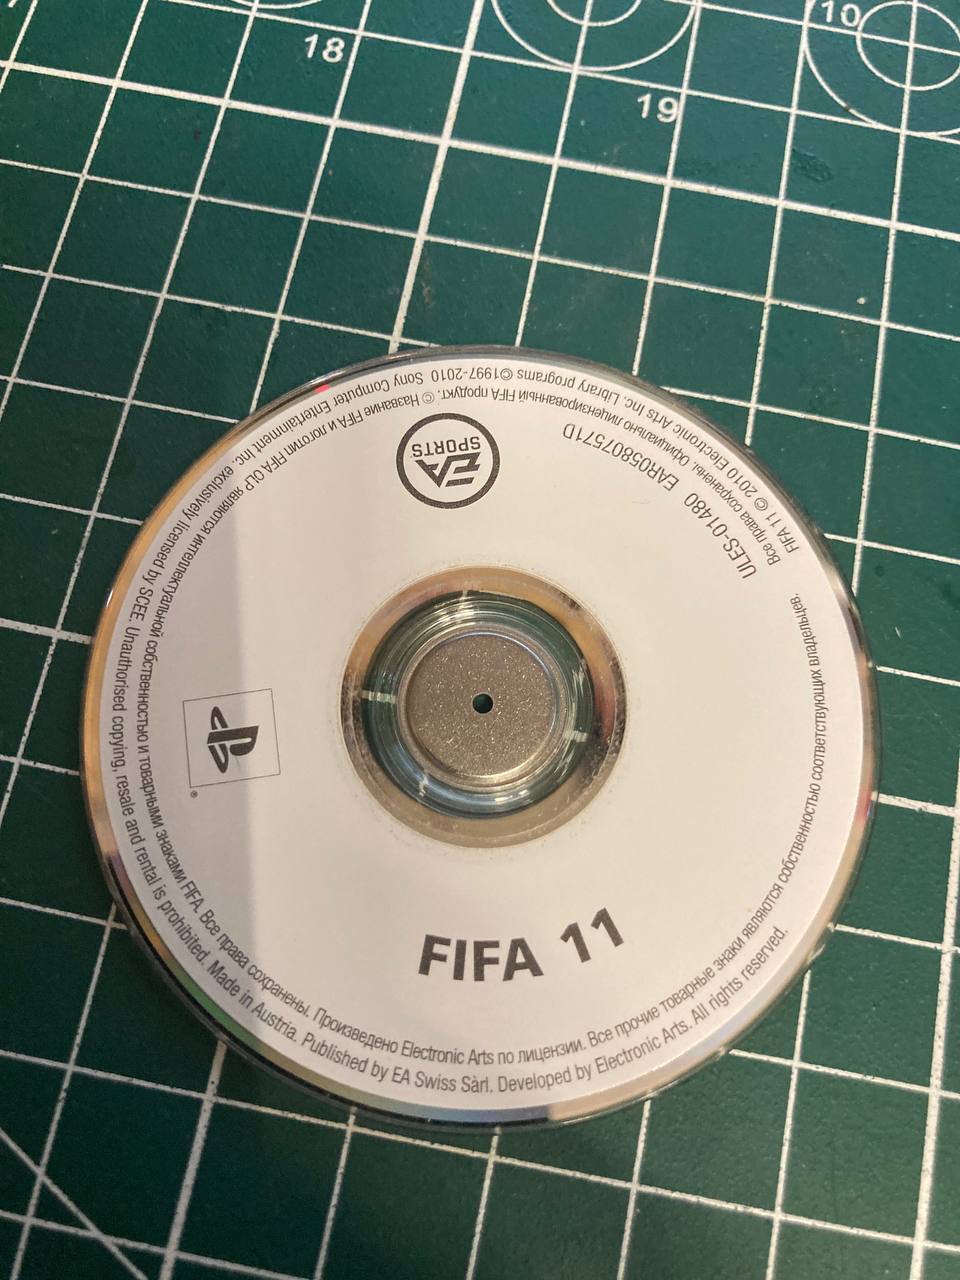 18
19
10
FIFA 11 © 2010 Electronic Arts Inc. Library programs ©1997-2010 Sony Computer Entertainment Inc. exclusively licensed by SCEE. Unauthorised copying, resale and rental is prohibited. Made in Austria. Published by EA Swiss Sàrl. Developed by Electronic Arts. All rights reserved.
Все права сохранены. Официально лицензированный FIFA продукт. © Название FIFA и логотип FIFA OLP являются интеллектуальной собственностью и товарными знаками FIFA. Все права сохранены. Произведено Electronic Arts по лицензии. Все прочие товарные знаки являются собственностью соответствующих владельцев.
ULES-01480 EAR05807571D
EA
SPORTS
FIFA 11